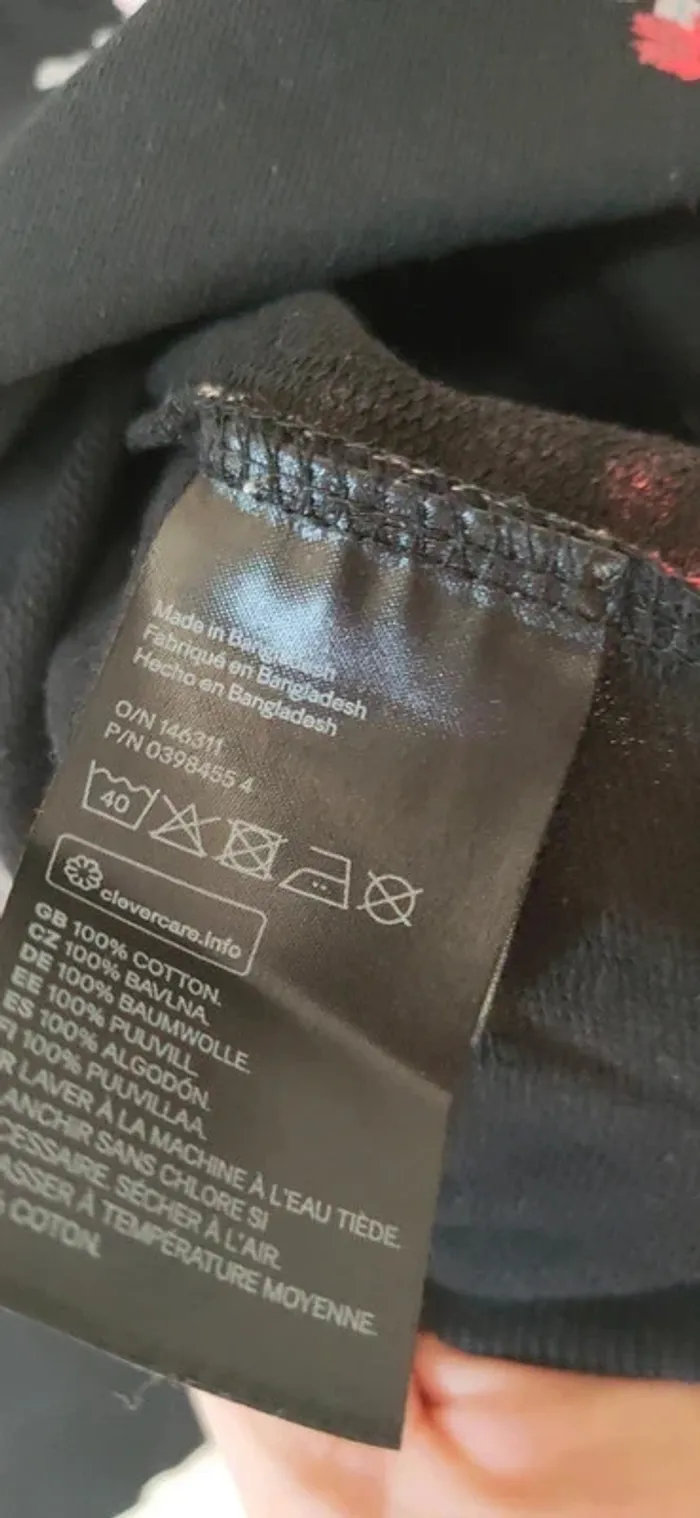 Made in Bangladesh
Fabriqué en Bangladesh
Hecho en Bangladesh
O/N 146311
P/N 0398455 4
40
clevercare.info
GB 100% COTTON.
CZ 100% BAVLNA.
DE 100% BAUMWOLLE.
EE 100% PUUVILL.
ES 100% ALGODÓN.
FI 100% PUUVILLAA.
R LAVER À LA MACHINE À L'EAU TIÈDE.
ANCHIR SANS CHLORE SI
CESSAIRE. SÉCHER À L'AIR.
ASSER À TEMPÉRATURE MOYENNE.
% COTON.